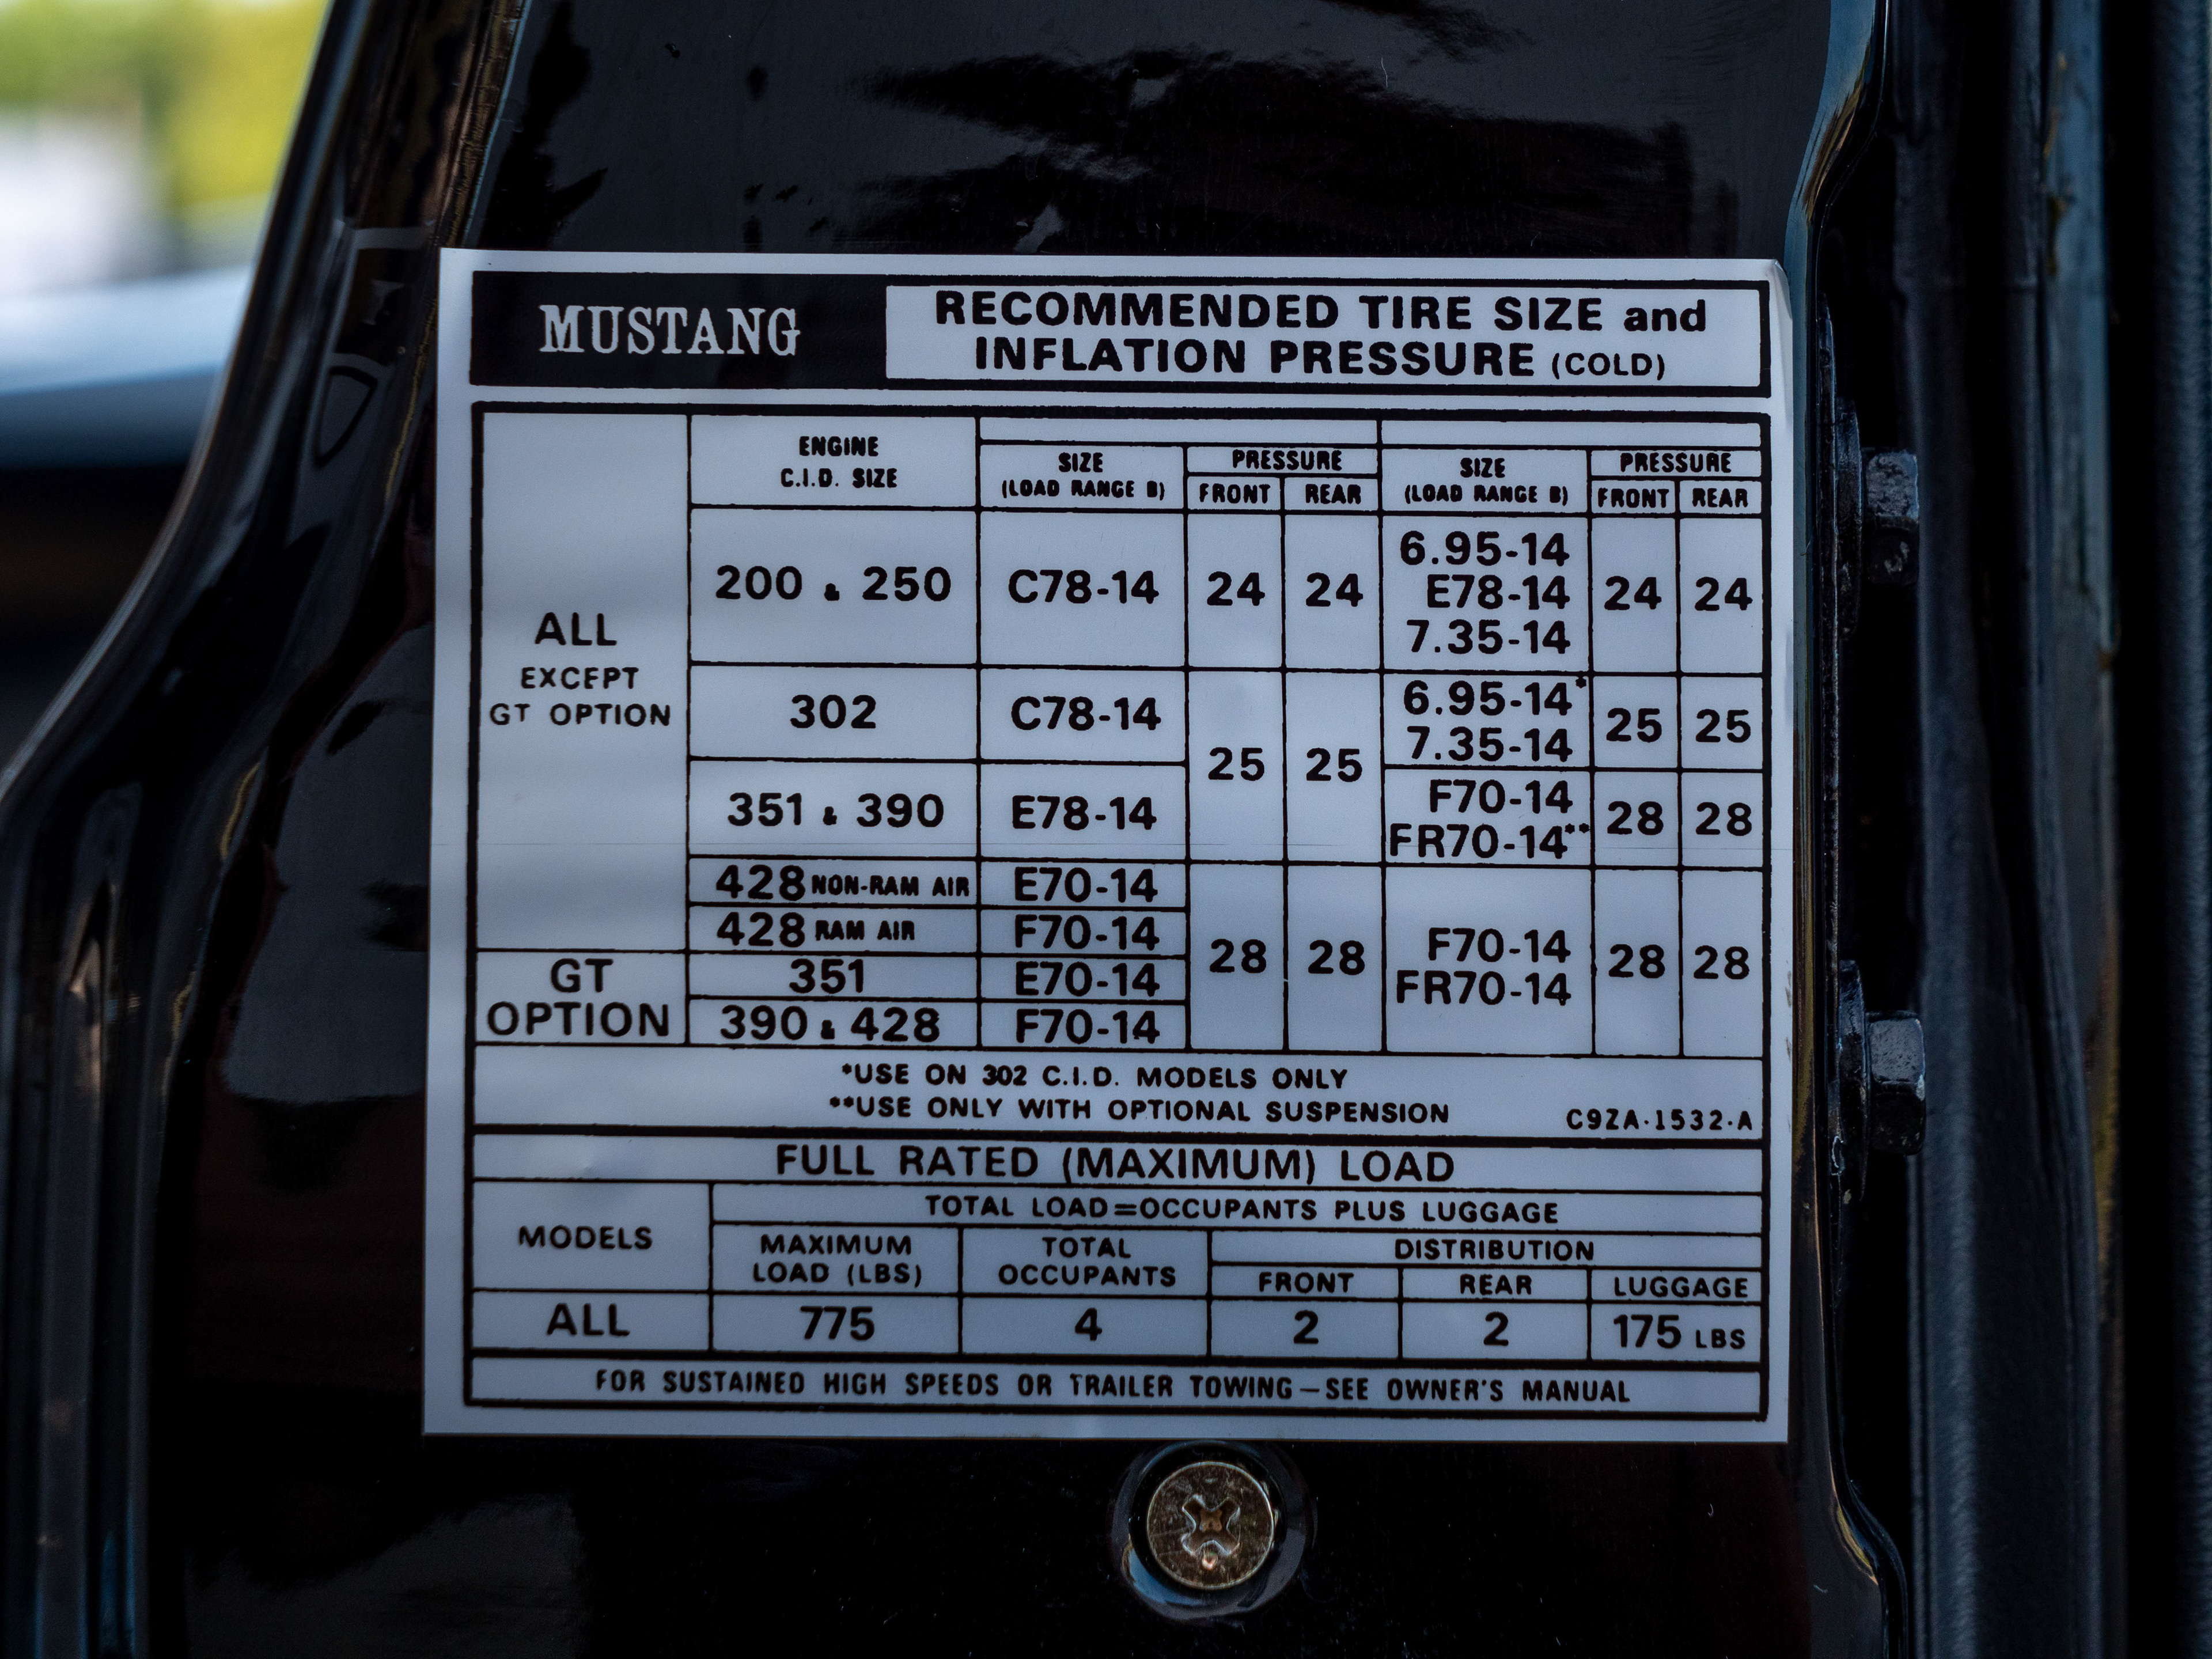 MUSTANG
RECOMMENDED TIRE SIZE and
INFLATION PRESSURE (COLD)
ENGINE
C.I.D. SIZE
SIZE
(LOAD RANGE B)
PRESSURE
FRONT REAR
SIZE
(LOAD RANGE B)
PRESSURE
FRONT REAR
ALL
EXCEPT
GT OPTION
200 & 250 C78-14 24 24
6.95-14
E78-14
7.35-14
24 24
302 C78-14
25 25
6.95-14*
7.35-14
25 25
351 & 390 E78-14
F70-14
FR70-14**
28 28
428 NON-RAM AIR E70-14
428 RAM AIR F70-14
28 28
F70-14
FR70-14
28 28
GT
OPTION
351 E70-14
390 & 428 F70-14
*USE ON 302 C.I.D. MODELS ONLY
**USE ONLY WITH OPTIONAL SUSPENSION
C9ZA-1532-A
FULL RATED (MAXIMUM) LOAD
MODELS
TOTAL LOAD=OCCUPANTS PLUS LUGGAGE
MAXIMUM
LOAD (LBS)
TOTAL
OCCUPANTS
DISTRIBUTION
FRONT REAR LUGGAGE
ALL 775 4 2 2 175 LBS
FOR SUSTAINED HIGH SPEEDS OR TRAILER TOWING—SEE OWNER'S MANUAL